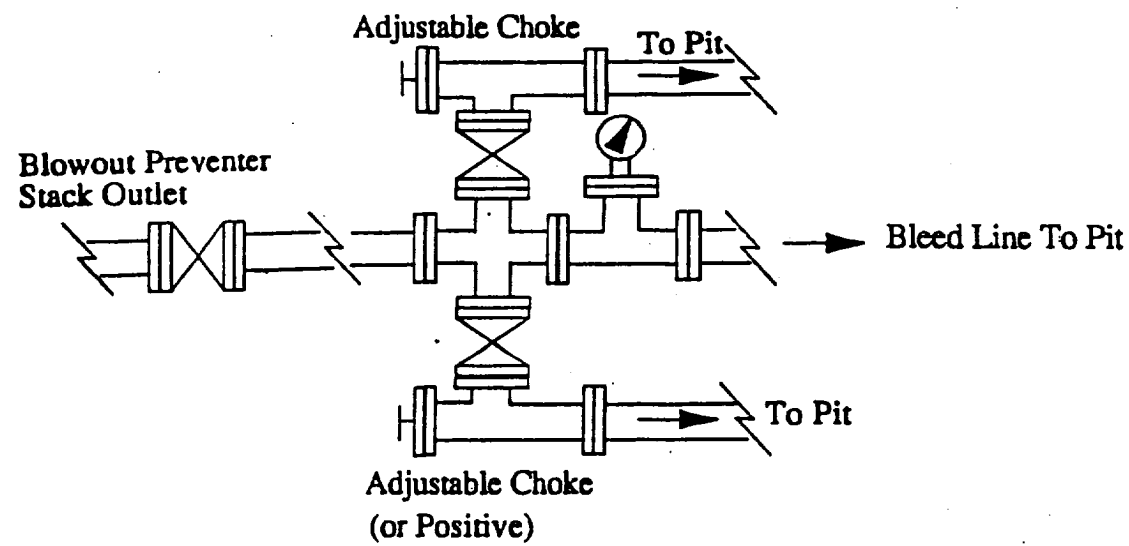 Adjustable Choke
To Pit
Blowout Preventer
Stack Outlet
Bleed Line To Pit
To Pit
Adjustable Choke
(or Positive)